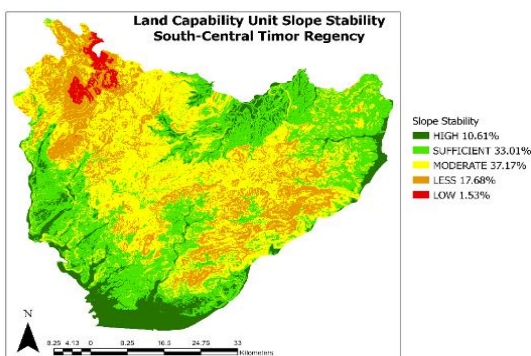 Land Capability Unit Slope Stability
South-Central Timor Regency
Slope Stability
HIGH 10.61%
SUFFICIENT 33.01%
MODERATE 37.17%
LESS 17.68%
LOW 1.53%
N
8.25 4.13 0 8.25 16.5 24.75 33
Kilometers